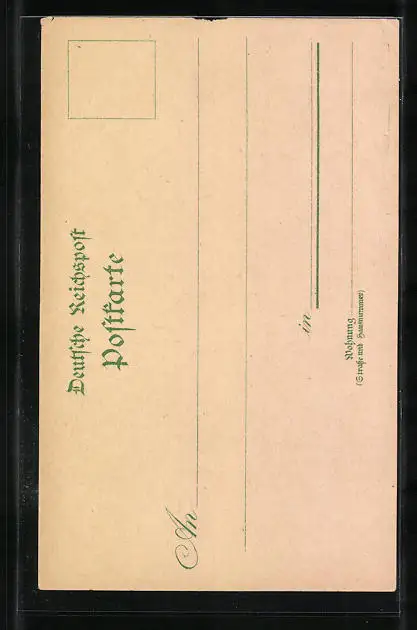 Deutsche Reichspost
Postkarte
An
in
Wohnung
(Straße und Hausnummer)